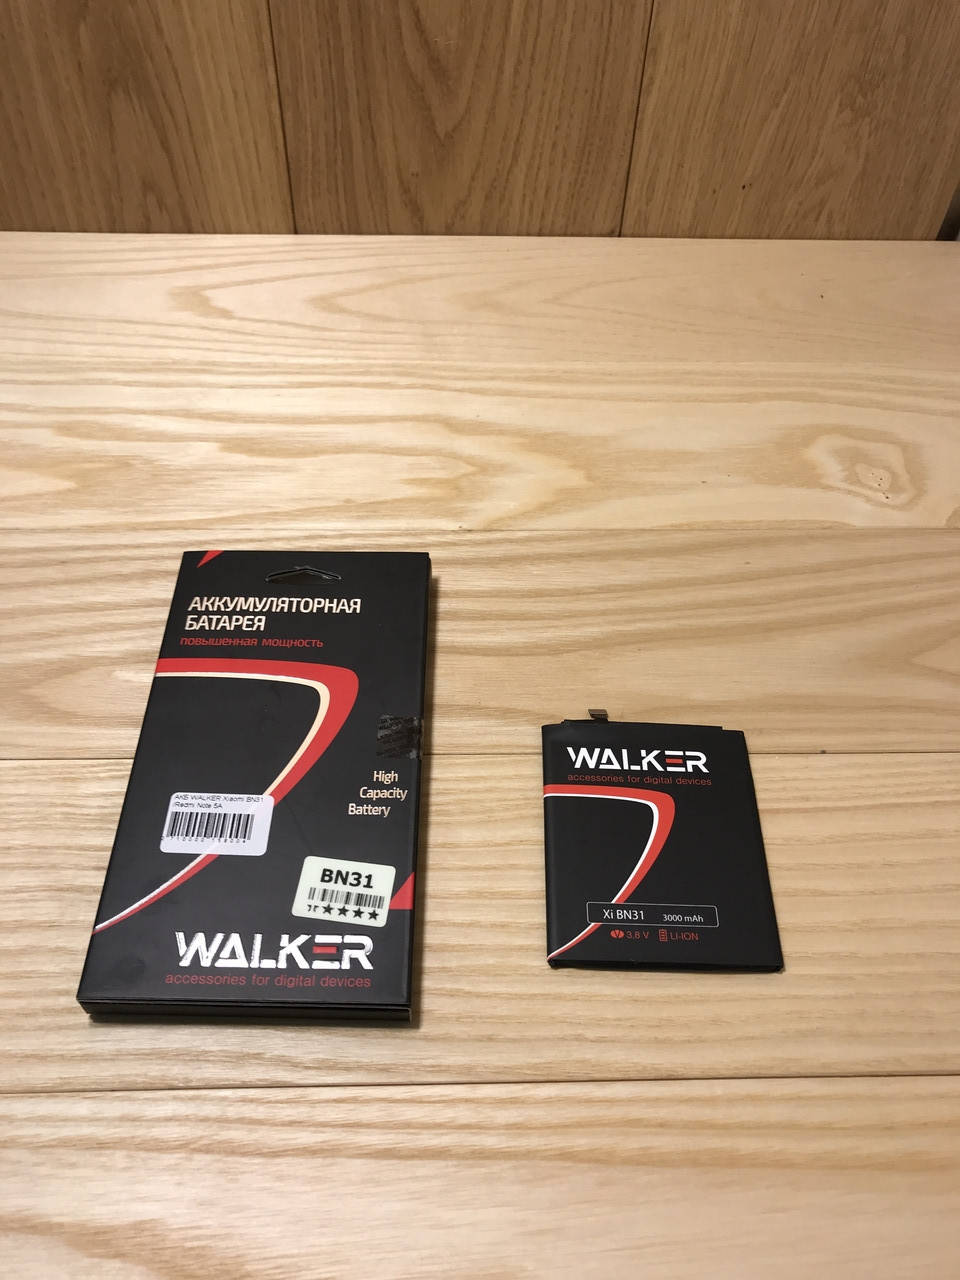 АККУМУЛЯТОРНАЯ
БАТАРЕЯ
ПОВЫШЕННАЯ МОЩНОСТЬ
High
Capacity
Battery
АКБ WALKER Xiaomi BN31
/Redmi Note 5A
BN31
WALKER
accessories for digital devices
WALKER
accessories for digital devices
Xi BN31 3000 mAh
3,8 V LI-ION